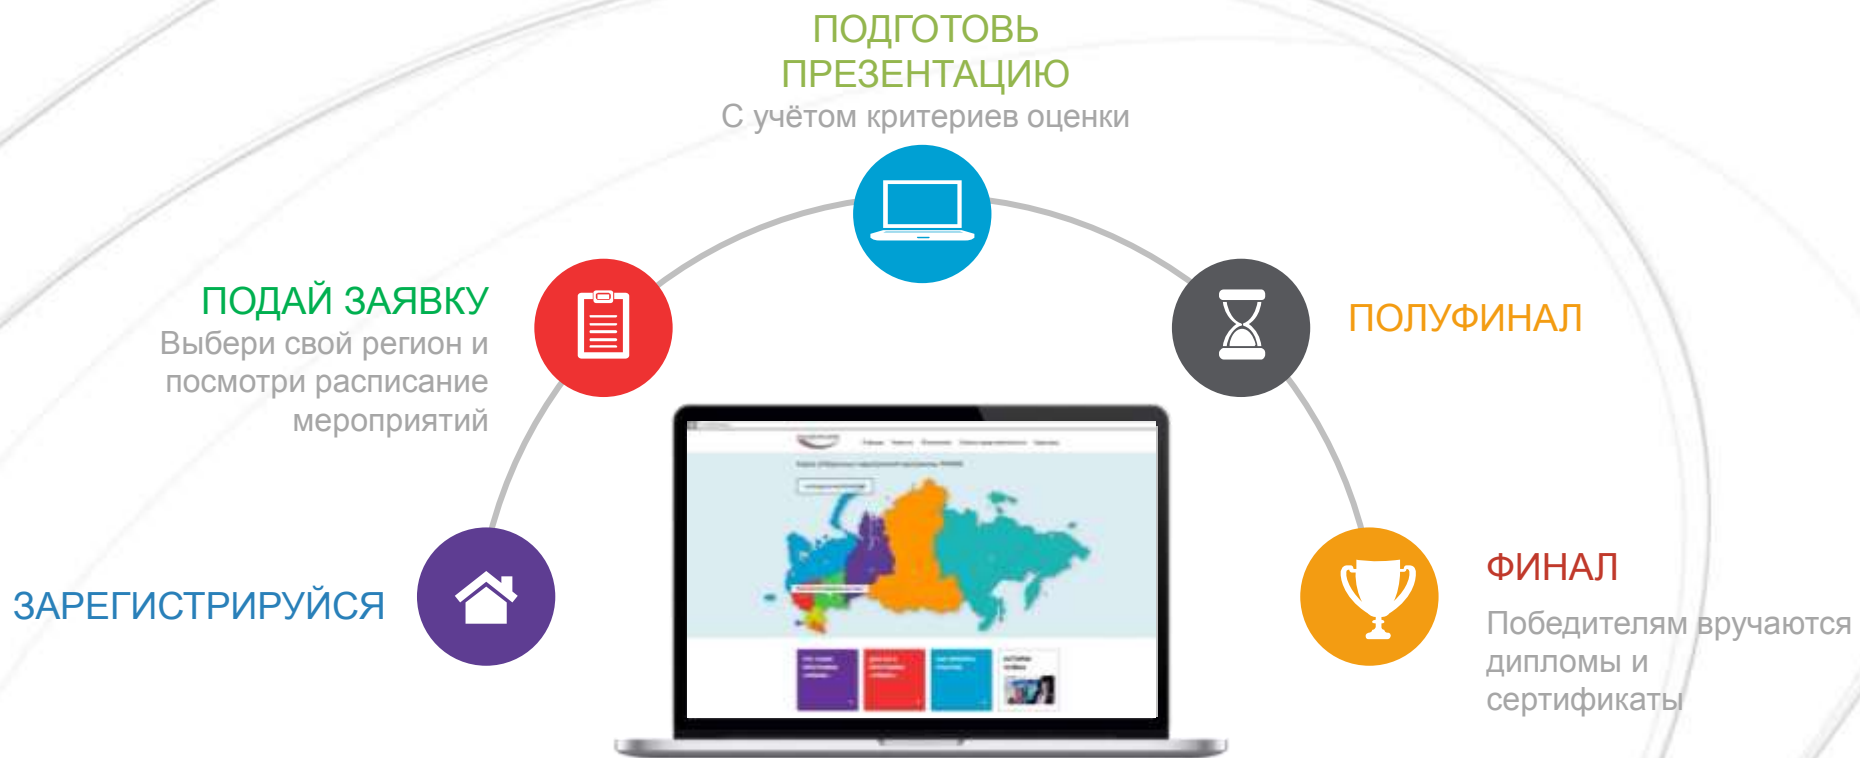 ПОДГОТОВЬ
ПРЕЗЕНТАЦИЮ
С учётом критериев оценки
ПОДАЙ ЗАЯВКУ
Выбери свой регион и
посмотри расписание
мероприятий
ПОЛУФИНАЛ
ЗАРЕГИСТРИРУЙСЯ
ФИНАЛ
Победителям вручаются
дипломы и
сертификаты